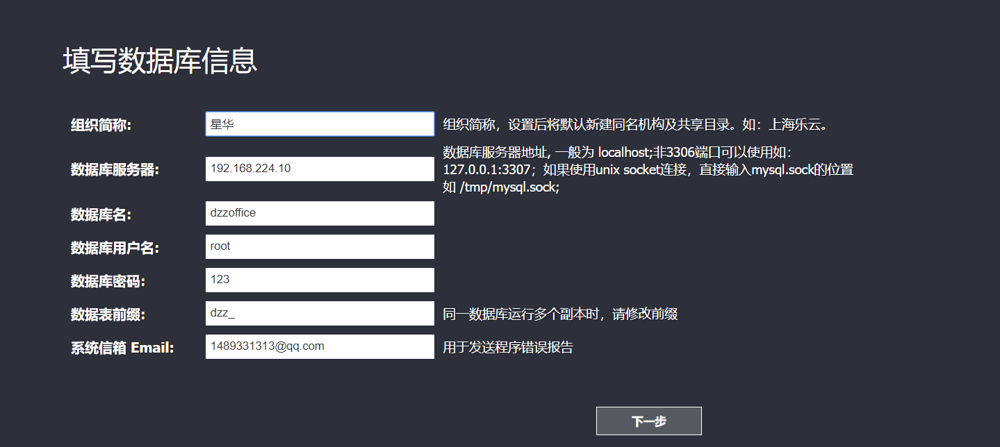 填写数据库信息
组织简称: 星华 组织简称，设置后将默认新建同名机构及共享目录。如：上海乐云。
数据库服务器: 192.168.224.10 数据库服务器地址, 一般为 localhost;非3306端口可以使用如：
127.0.0.1:3307；如果使用unix socket连接，直接输入mysql.sock的位置
如 /tmp/mysql.sock;
数据库名: dzzoffice
数据库用户名: root
数据库密码: 123
数据表前缀: dzz_ 同一数据库运行多个副本时，请修改前缀
系统信箱 Email: 1489331313@qq.com 用于发送程序错误报告
下一步